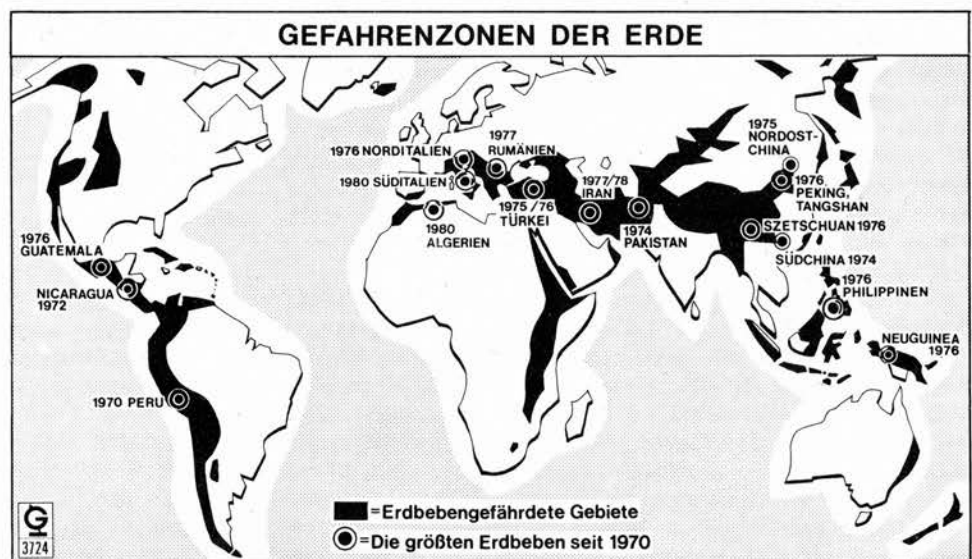 GEFAHRENZONEN DER ERDE
1975
NORDOST-
CHINA
1977
RUMÄNIEN
1976 NORDITALIEN
1980 SÜDITALIEN
1977/78
IRAN
1976
PEKING,
TANGSHAN
1980
ALGERIEN
1975/76
TÜRKEI
1974
PAKISTAN
SZETSCHUAN 1976
SÜDCHINA 1974
1976
GUATEMALA
NICARAGUA
1972
1976
PHILIPPINEN
NEUGUINEA
1976
1970 PERU
=Erdbebengefährdete Gebiete
=Die größten Erdbeben seit 1970
G
3724